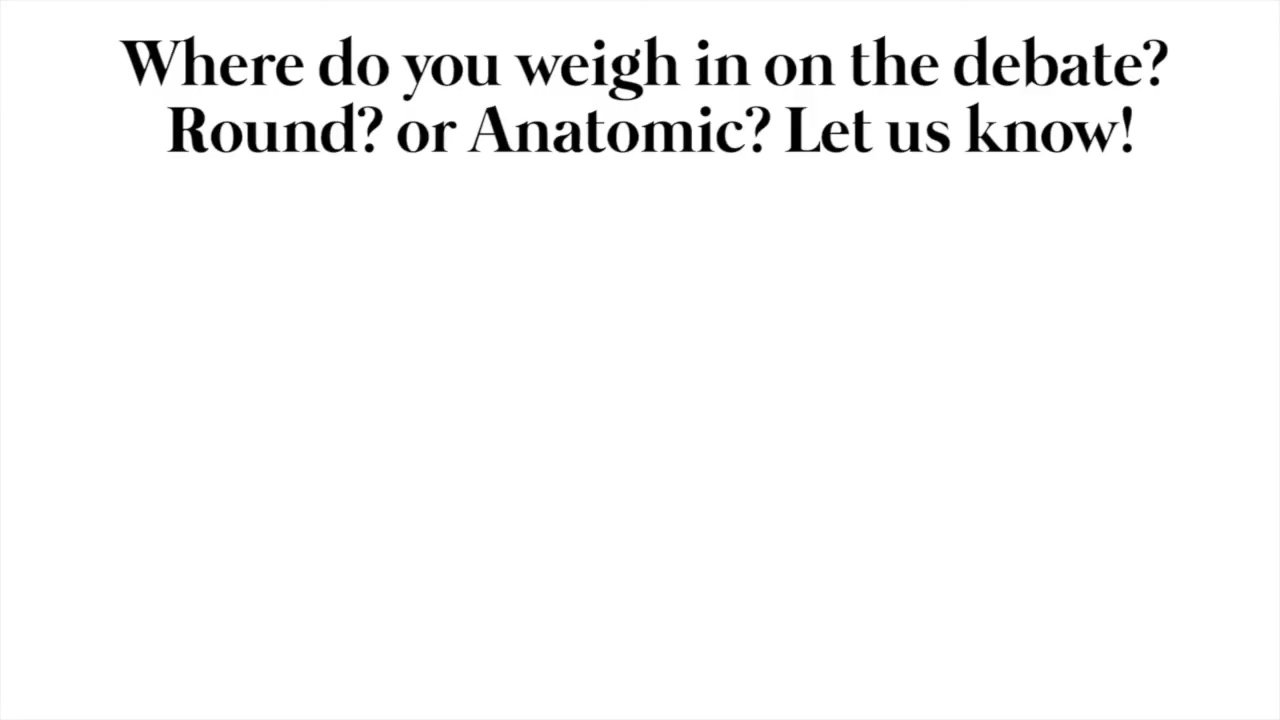 Where do you weigh in on the debate?
Round? or Anatomic? Let us know!